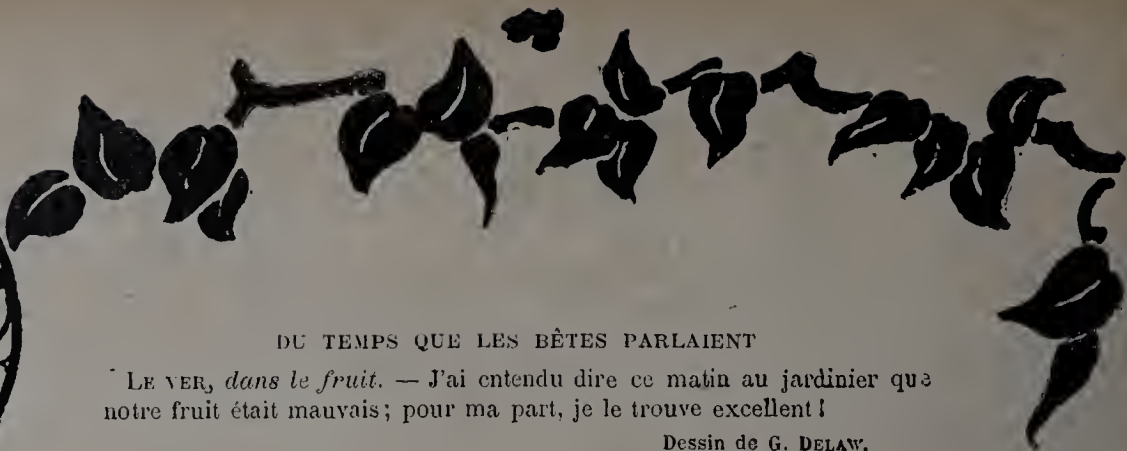 DU TEMPS QUE LES BÊTES PARLAIENT
LE VER, dans le fruit. — J'ai entendu dire ce matin au jardinier que
notre fruit était mauvais ; pour ma part, je le trouve excellent !
Dessin de G. DELAW.